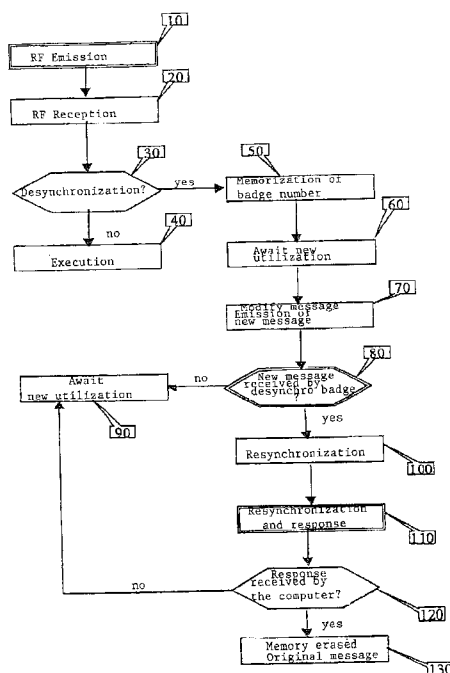 10
RF Emission
20
RF Reception
30
Desynchronization?
yes
no
40
Execution
50
Memorization of
badge number
60
Await new
utilization
70
Modify message
Emission of
new message
80
New message
received by
desynchro badge
?
no
yes
Await
new utilization
90
Resynchronization
100
Resynchronization
and response
110
Response
received by
the computer?
no
120
yes
Memory erased
Original message
130